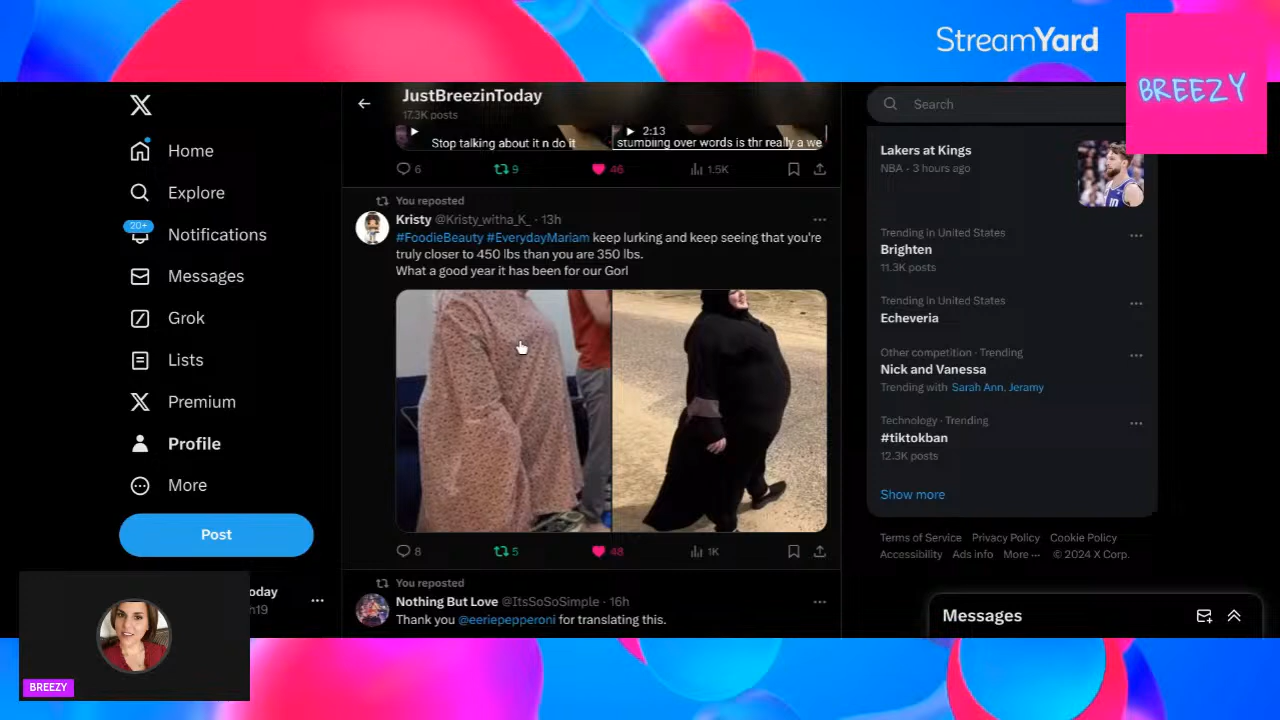 StreamYard
BREEZY
JustBreezinToday
17.3K posts
Home
Explore
20+
Notifications
Messages
Grok
Lists
Premium
Profile
More
Post
oday
n19
BREEZY
Stop talking about it n do it
2:13
stumbling over words is thr really a we
6
9
46
1.5K
You reposted
Kristy @Kristy_witha_K_ · 13h
#FoodieBeauty #EverydayMariam keep lurking and keep seeing that you're
truly closer to 450 lbs than you are 350 lbs.
What a good year it has been for our Gorl
8
5
48
1K
You reposted
Nothing But Love @ItsSoSoSimple · 16h
Thank you @eeriepepperoni for translating this.
Search
Lakers at Kings
NBA · 3 hours ago
Trending in United States
Brighten
11.3K posts
Trending in United States
Echeveria
Other competition · Trending
Nick and Vanessa
Trending with Sarah Ann, Jeramy
Technology · Trending
#tiktokban
12.3K posts
Show more
Terms of Service Privacy Policy Cookie Policy
Accessibility Ads info More ··· © 2024 X Corp.
Messages